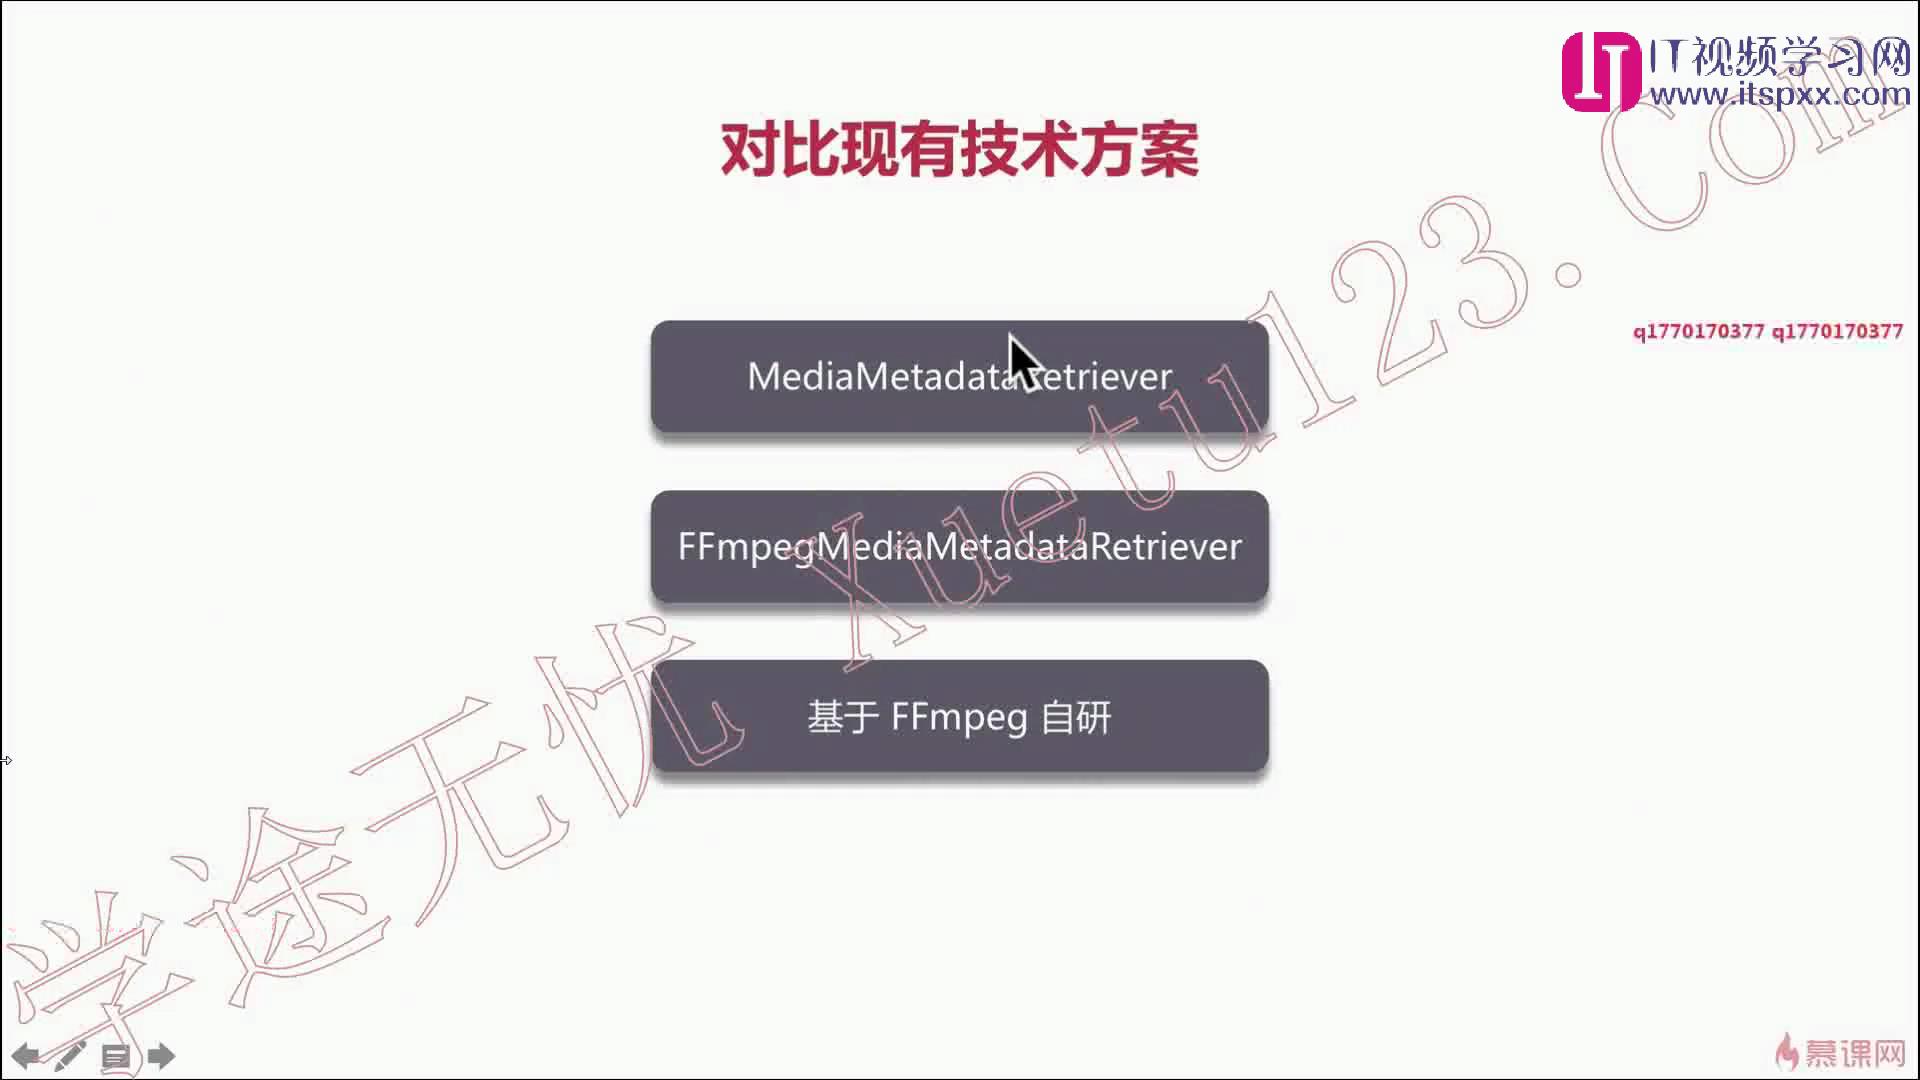 IT视频学习网
www.itspxx.com
对比现有技术方案
q1770170377 q1770170377
MediaMetadataRetriever
FFmpegMediaMetadataRetriever
基于 FFmpeg 自研
学途无忧 Xuetu123.Com
慕课网